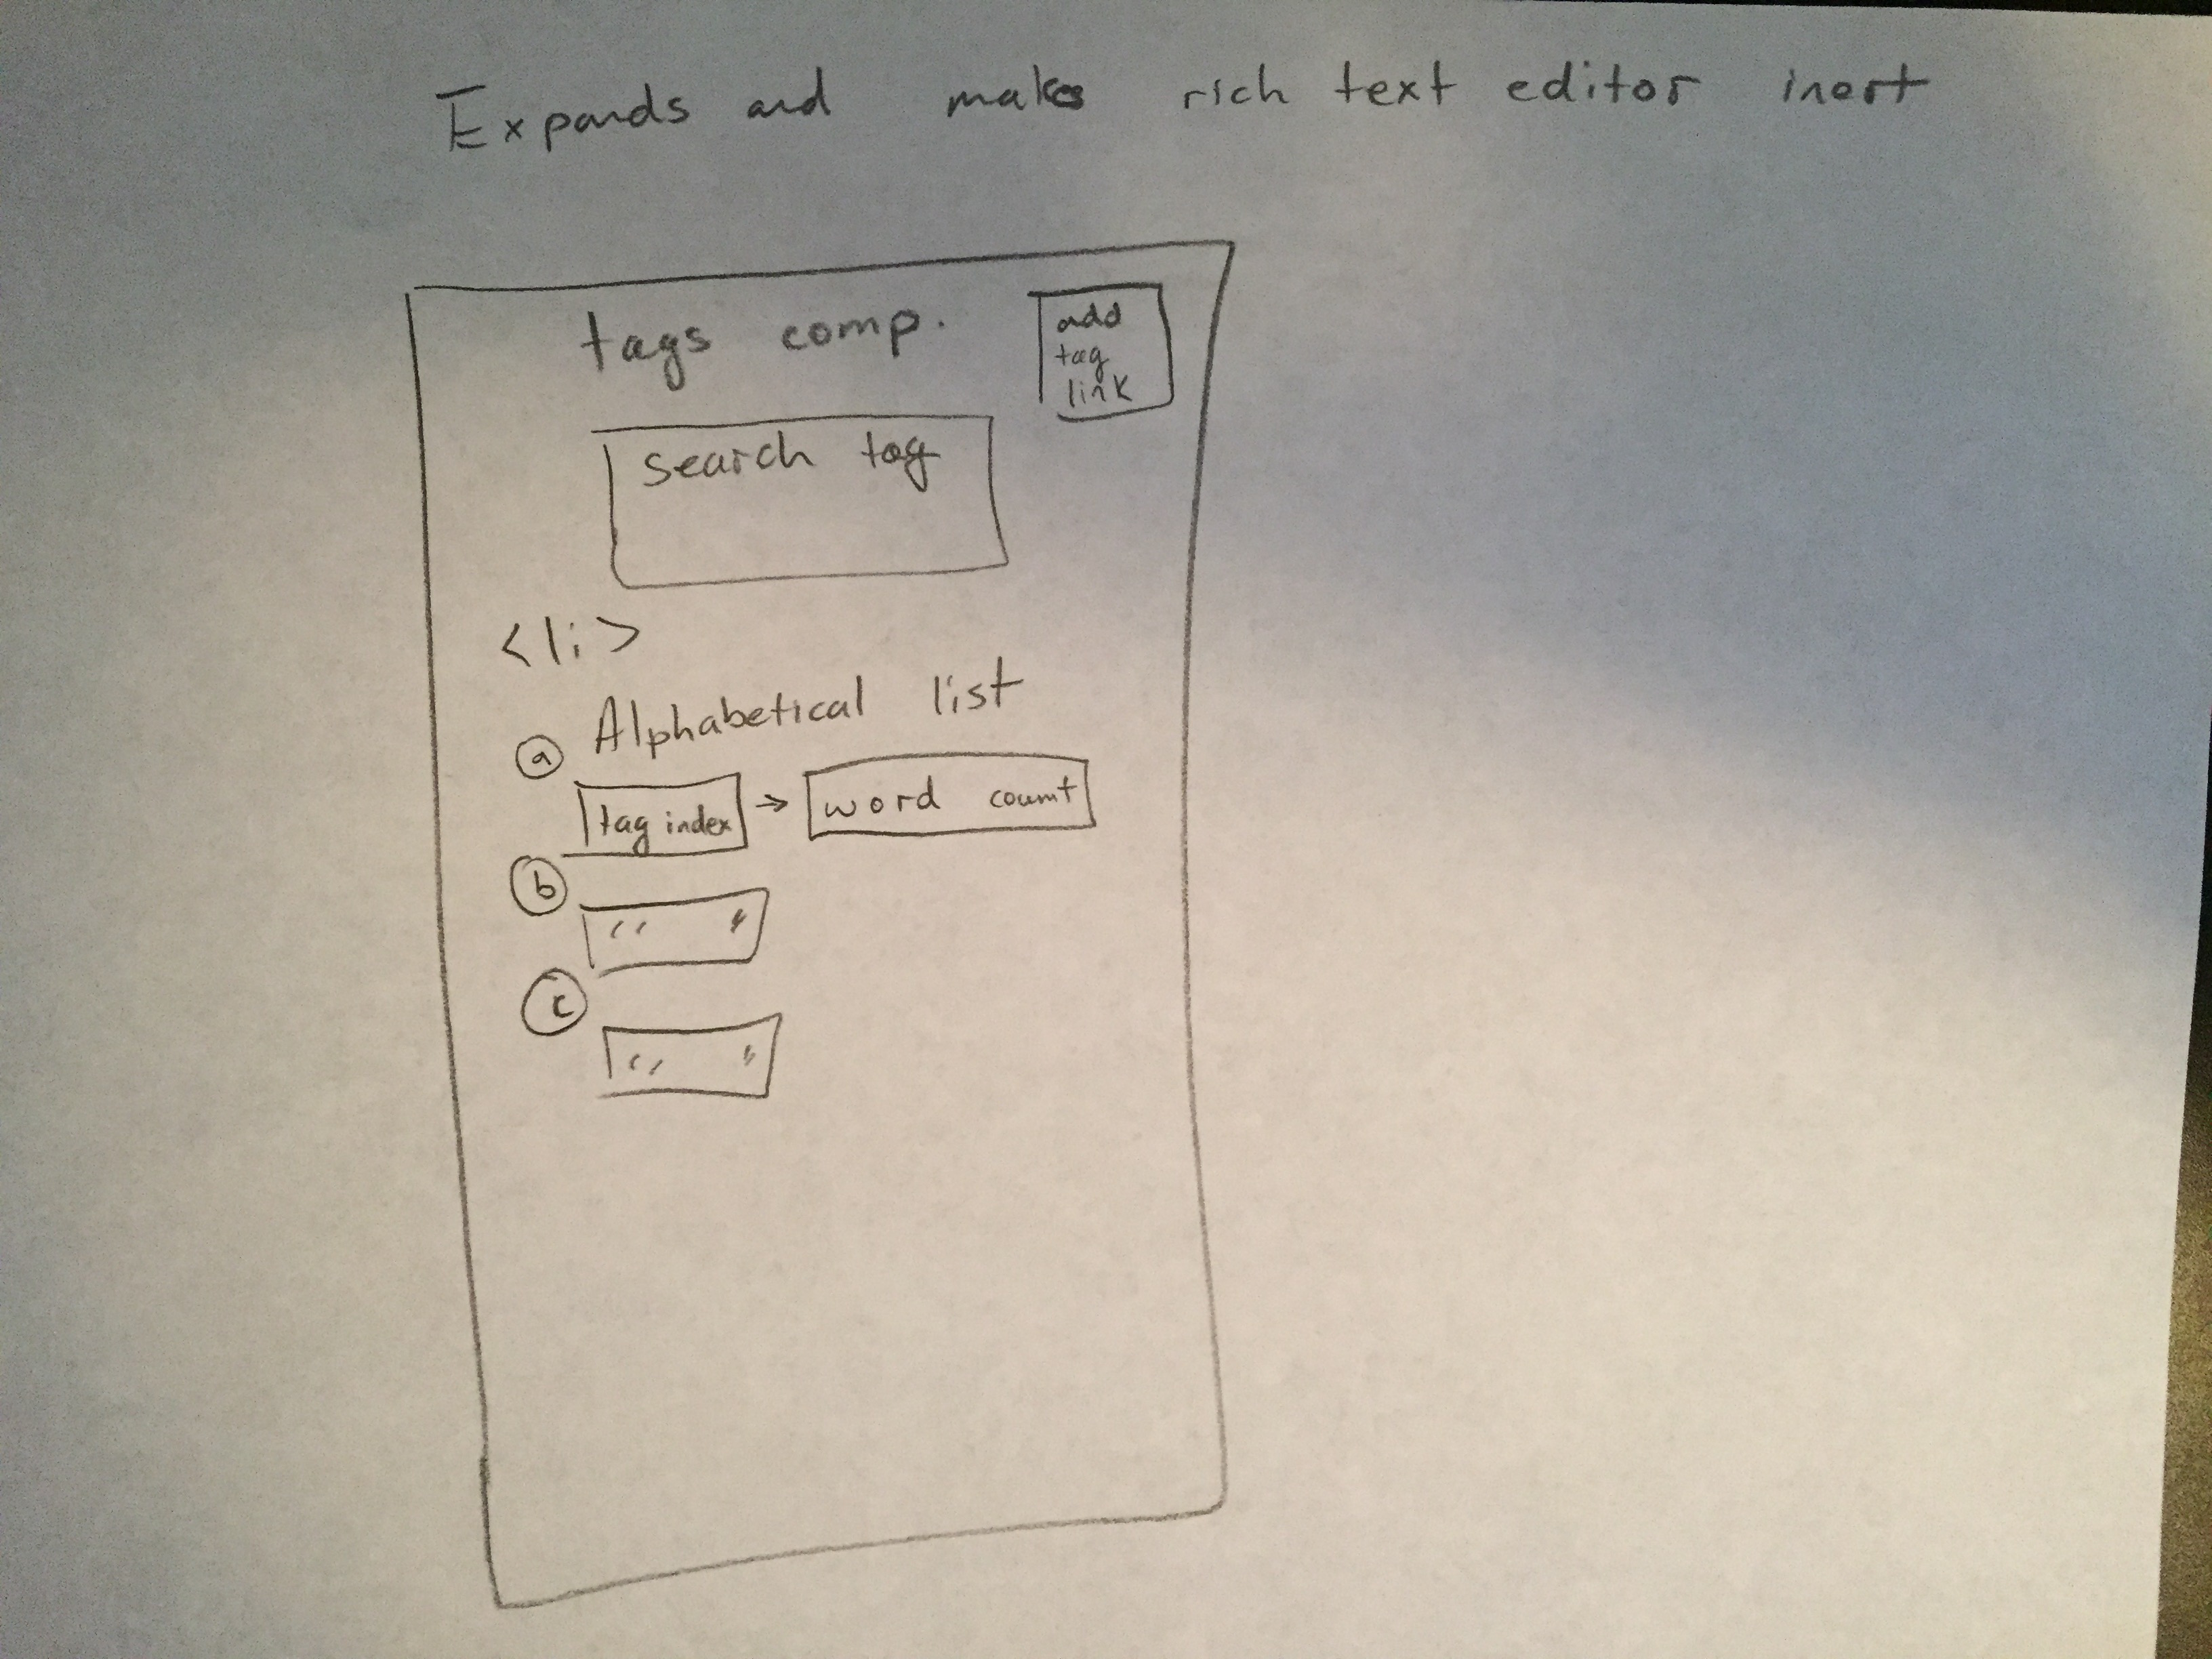 Expands and makes rich text editor inert
tags comp.
add
tag
link
search tag
<li>
Alphabetical list
a
tag index → word count
b
" "
c
" "